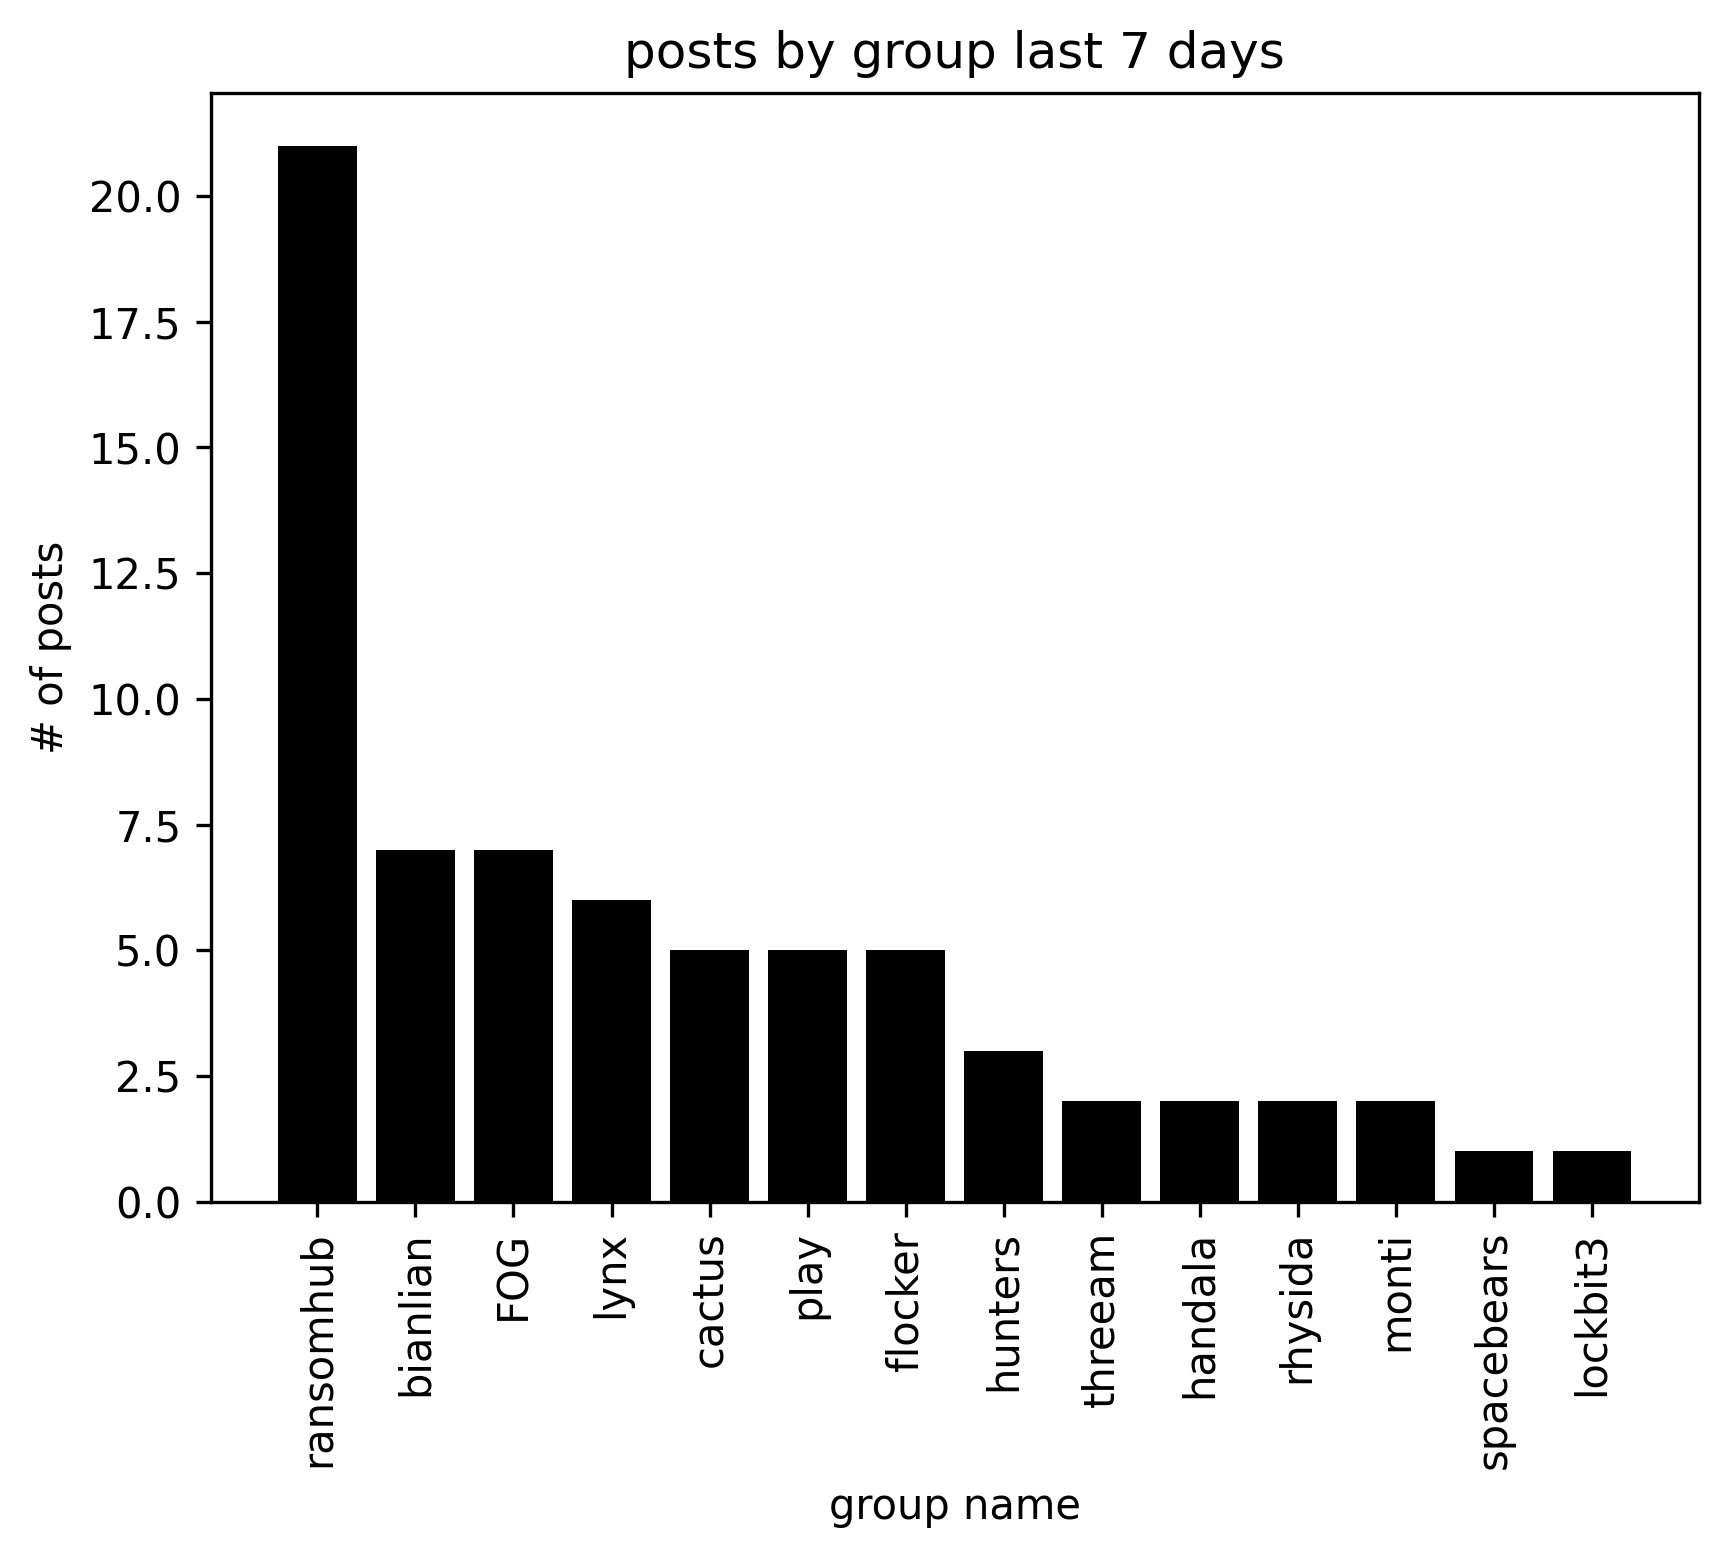 posts by group last 7 days
20.0
17.5
15.0
12.5
10.0
7.5
5.0
2.5
0.0
# of posts
ransomhub
bianlian
FOG
lynx
cactus
play
flocker
hunters
threeam
handala
rhysida
monti
spacebears
lockbit3
group name